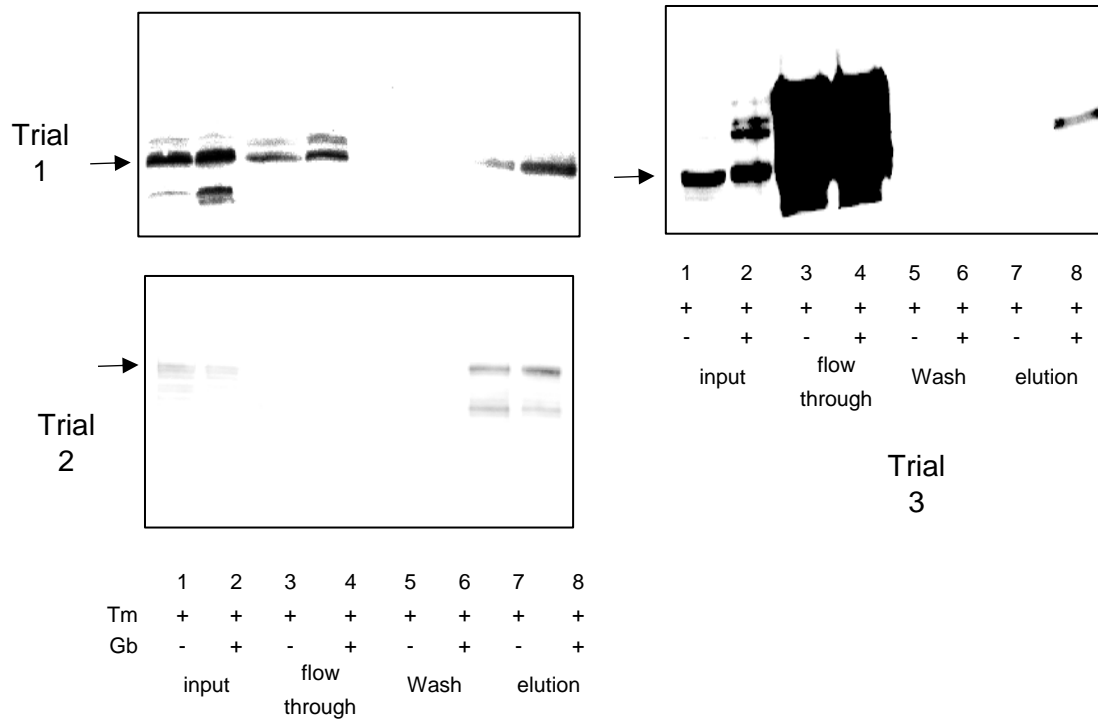 Trial
1
Trial
2
1 2 3 4 5 6 7 8
Tm + + + + + + + +
Gb - + - + - + - +
input flow through Wash elution
1 2 3 4 5 6 7 8
+ + + + + + + +
- + - + - + - +
input flow through Wash elution
Trial
3